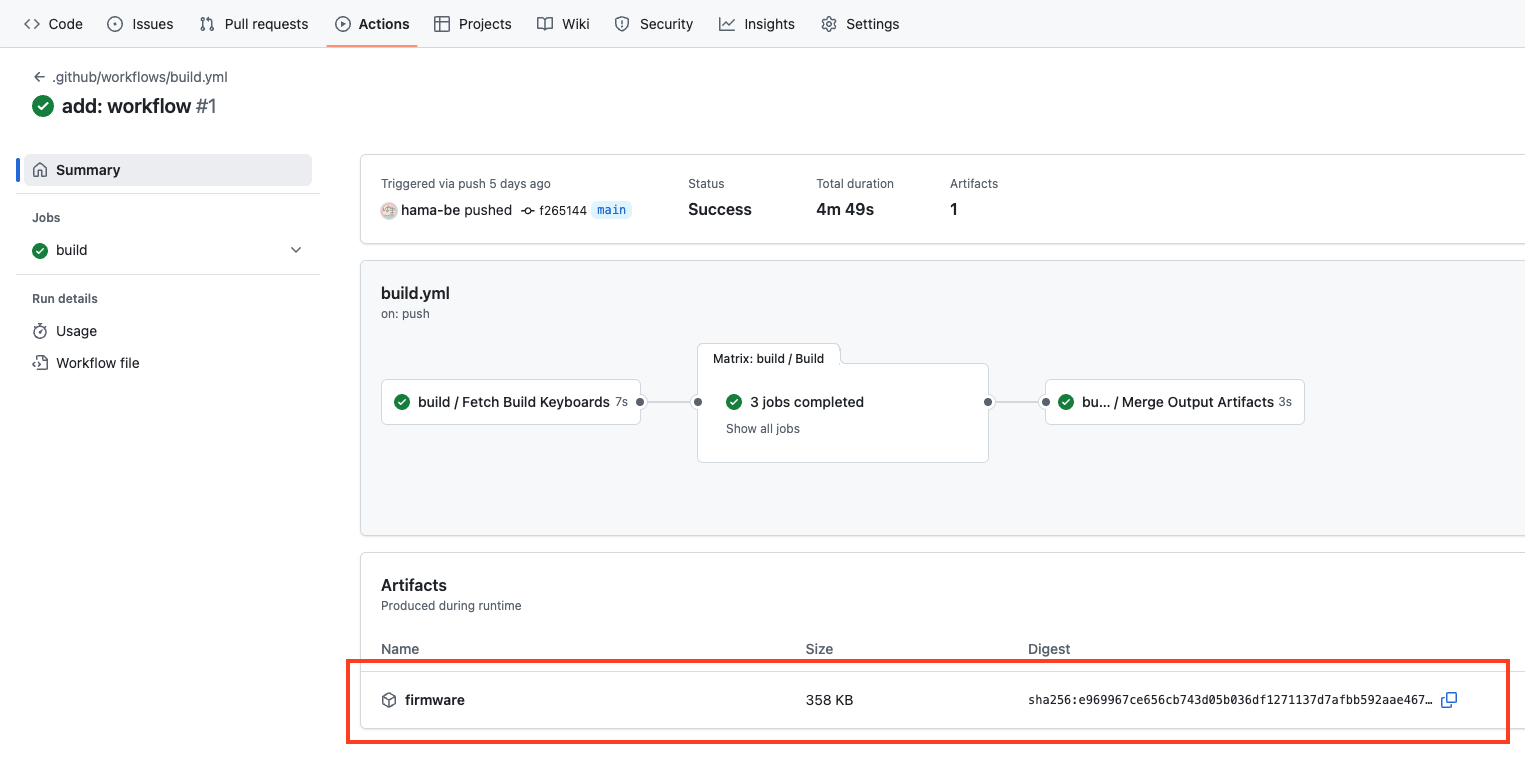 Code Issues Pull requests Actions Projects Wiki Security Insights Settings
.github/workflows/build.yml
add: workflow #1
Summary
Jobs
build
Run details
Usage
Workflow file
Triggered via push 5 days ago
hama-be pushed f265144 main
Status
Success
Total duration
4m 49s
Artifacts
1
build.yml
on: push
build / Fetch Build Keyboards 7s
Matrix: build / Build
3 jobs completed
Show all jobs
bu... / Merge Output Artifacts 3s
Artifacts
Produced during runtime
Name Size Digest
firmware 358 KB sha256:e969967ce656cb743d05b036df1271137d7afbb592aae467…